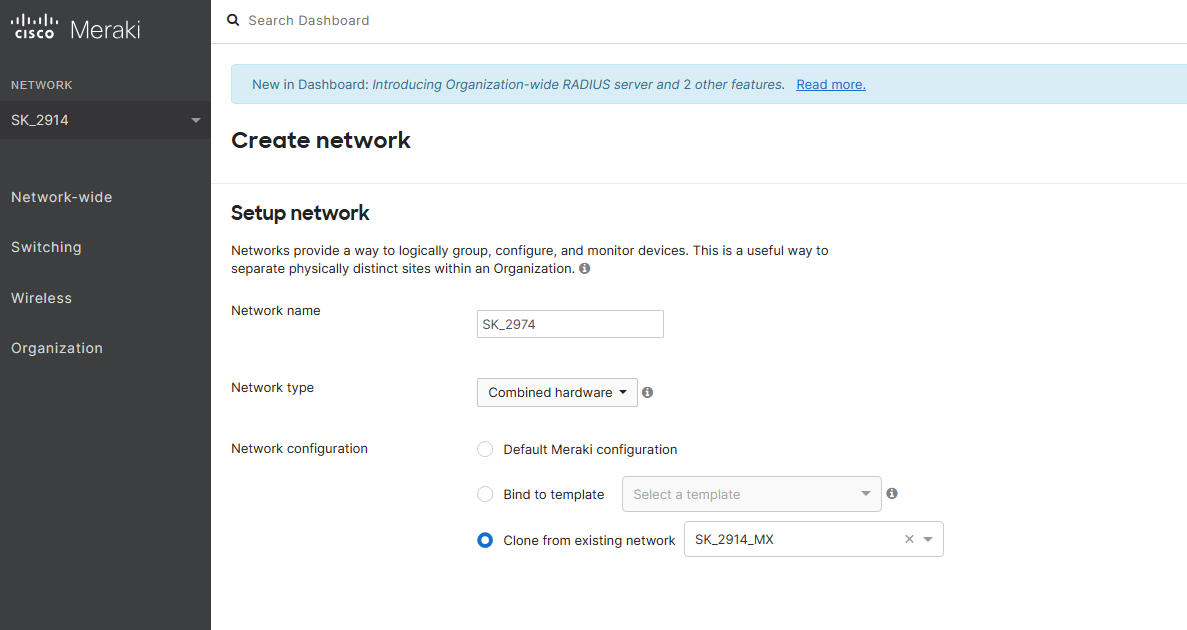 cisco Meraki
Search Dashboard
NETWORK
SK_2914
Network-wide
Switching
Wireless
Organization
New in Dashboard: Introducing Organization-wide RADIUS server and 2 other features. Read more.
Create network
Setup network
Networks provide a way to logically group, configure, and monitor devices. This is a useful way to
separate physically distinct sites within an Organization.
Network name
SK_2974
Network type
Combined hardware
Network configuration
Default Meraki configuration
Bind to template
Select a template
Clone from existing network
SK_2914_MX